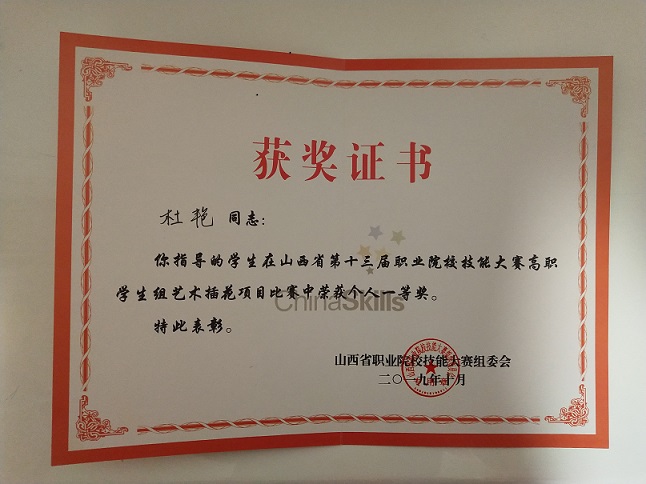 获奖证书
杜艳 同志:
你指导的学生在山西省第十三届职业院校技能大赛高职
学生组艺术插花项目比赛中荣获个人一等奖。
ChinaSkills
特此表彰。
山西省职业院校技能大赛组委会
二〇一九年十月